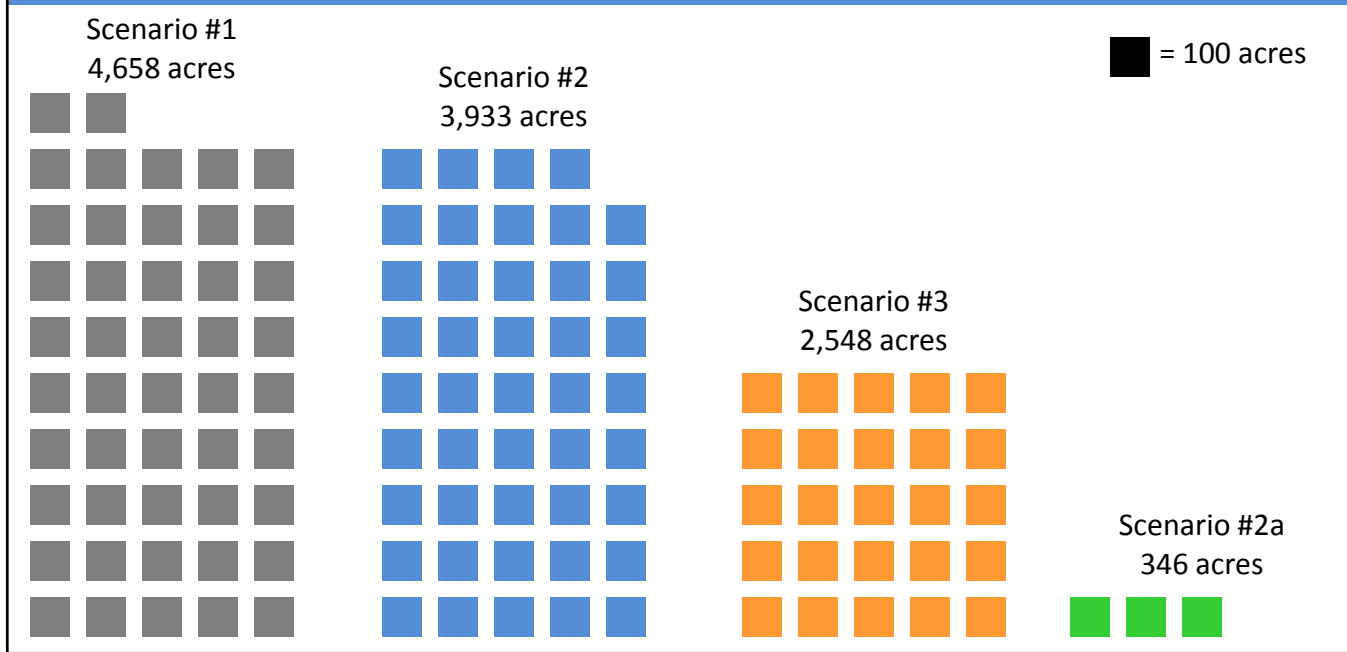 Scenario #1
4,658 acres
= 100 acres
Scenario #2
3,933 acres
Scenario #3
2,548 acres
Scenario #2a
346 acres